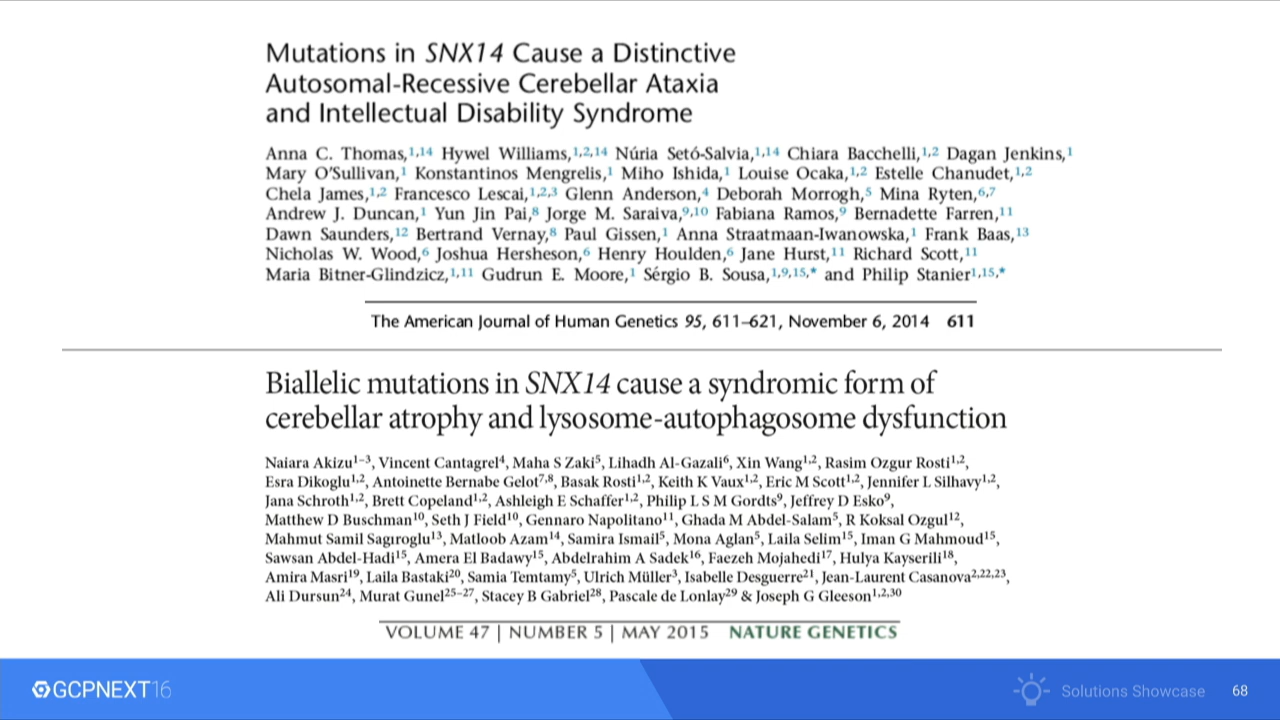 Mutations in SNX14 Cause a Distinctive
Autosomal-Recessive Cerebellar Ataxia
and Intellectual Disability Syndrome
Anna C. Thomas,1,14 Hywel Williams,1,2,14 Núria Setó-Salvia,1,14 Chiara Bacchelli,1,2 Dagan Jenkins,1
Mary O'Sullivan,1 Konstantinos Mengrelis,1 Miho Ishida,1 Louise Ocaka,1,2 Estelle Chanudet,1,2
Chela James,1,2 Francesco Lescai,1,2,3 Glenn Anderson,4 Deborah Morrogh,5 Mina Ryten,6,7
Andrew J. Duncan,1 Yun Jin Pai,8 Jorge M. Saraiva,9,10 Fabiana Ramos,9 Bernadette Farren,11
Dawn Saunders,12 Bertrand Vernay,8 Paul Gissen,1 Anna Straatmaan-Iwanowska,1 Frank Baas,13
Nicholas W. Wood,6 Joshua Hersheson,6 Henry Houlden,6 Jane Hurst,11 Richard Scott,11
Maria Bitner-Glindzicz,1,11 Gudrun E. Moore,1 Sérgio B. Sousa,1,9,15,* and Philip Stanier1,15,*
The American Journal of Human Genetics 95, 611–621, November 6, 2014 611
Biallelic mutations in SNX14 cause a syndromic form of
cerebellar atrophy and lysosome-autophagosome dysfunction
Naiara Akizu1–3, Vincent Cantagrel4, Maha S Zaki5, Lihadh Al-Gazali6, Xin Wang1,2, Rasim Ozgur Rosti1,2,
Esra Dikoglu1,2, Antoinette Bernabe Gelot7,8, Basak Rosti1,2, Keith K Vaux1,2, Eric M Scott1,2, Jennifer L Silhavy1,2,
Jana Schroth1,2, Brett Copeland1,2, Ashleigh E Schaffer1,2, Philip L S M Gordts9, Jeffrey D Esko9,
Matthew D Buschman10, Seth J Field10, Gennaro Napolitano11, Ghada M Abdel-Salam5, R Koksal Ozgul12,
Mahmut Samil Sagıroglu13, Matloob Azam14, Samira Ismail5, Mona Aglan5, Laila Selim15, Iman G Mahmoud15,
Sawsan Abdel-Hadi15, Amera El Badawy15, Abdelrahim A Sadek16, Faezeh Mojahedi17, Hulya Kayserili18,
Amira Masri19, Laila Bastaki20, Samia Temtamy5, Ulrich Müller3, Isabelle Desguerre21, Jean-Laurent Casanova2,22,23,
Ali Dursun24, Murat Gunel25–27, Stacey B Gabriel28, Pascale de Lonlay29 & Joseph G Gleeson1,2,30
VOLUME 47 | NUMBER 5 | MAY 2015 NATURE GENETICS
GCPNEXT16
Solutions Showcase 68